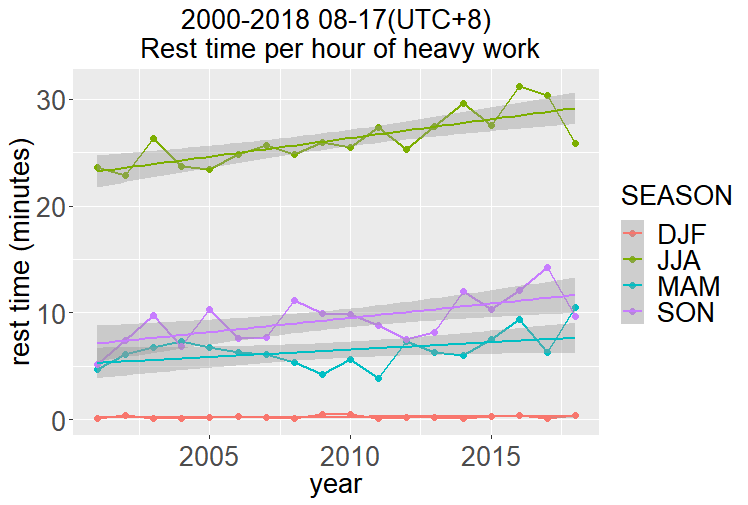 2000-2018 08-17(UTC+8)
Rest time per hour of heavy work
rest time (minutes)
30
20
10
0
2005
2010
2015
year
SEASON
DJF
JJA
MAM
SON